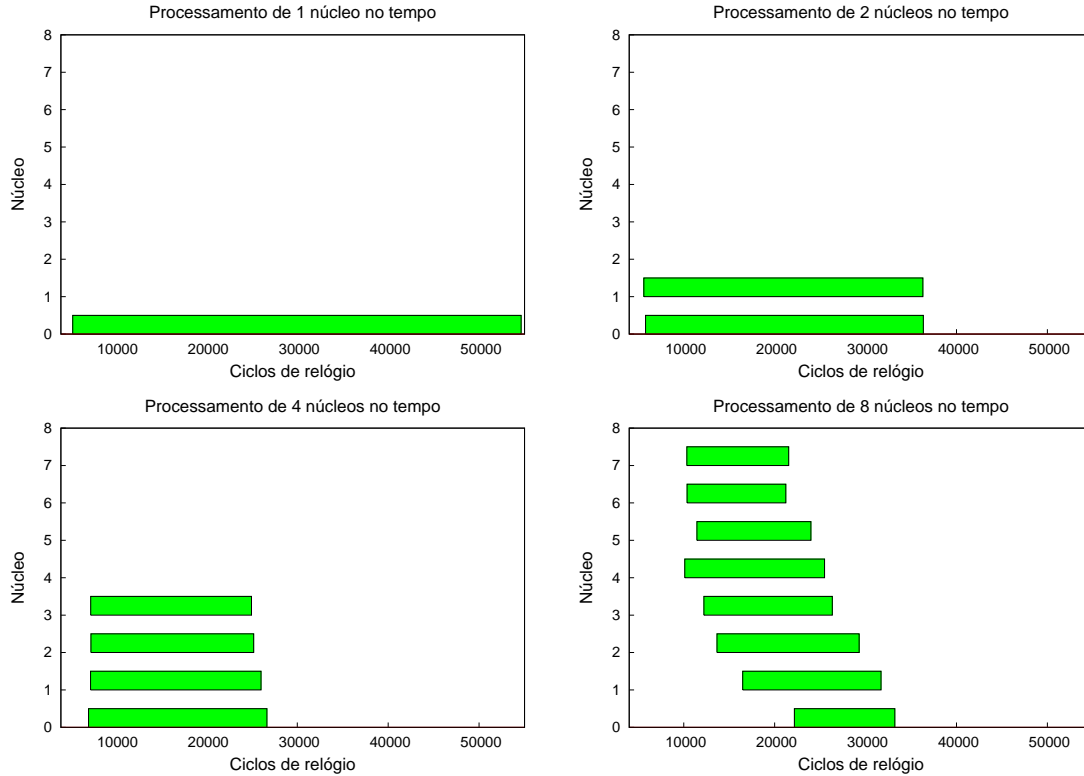 Processamento de 1 núcleo no tempo
8
7
6
5
4
3
2
1
0
Núcleo
10000 20000 30000 40000 50000
Ciclos de relógio
Processamento de 2 núcleos no tempo
8
7
6
5
4
3
2
1
0
Núcleo
10000 20000 30000 40000 50000
Ciclos de relógio
Processamento de 4 núcleos no tempo
8
7
6
5
4
3
2
1
0
Núcleo
10000 20000 30000 40000 50000
Ciclos de relógio
Processamento de 8 núcleos no tempo
8
7
6
5
4
3
2
1
0
Núcleo
10000 20000 30000 40000 50000
Ciclos de relógio